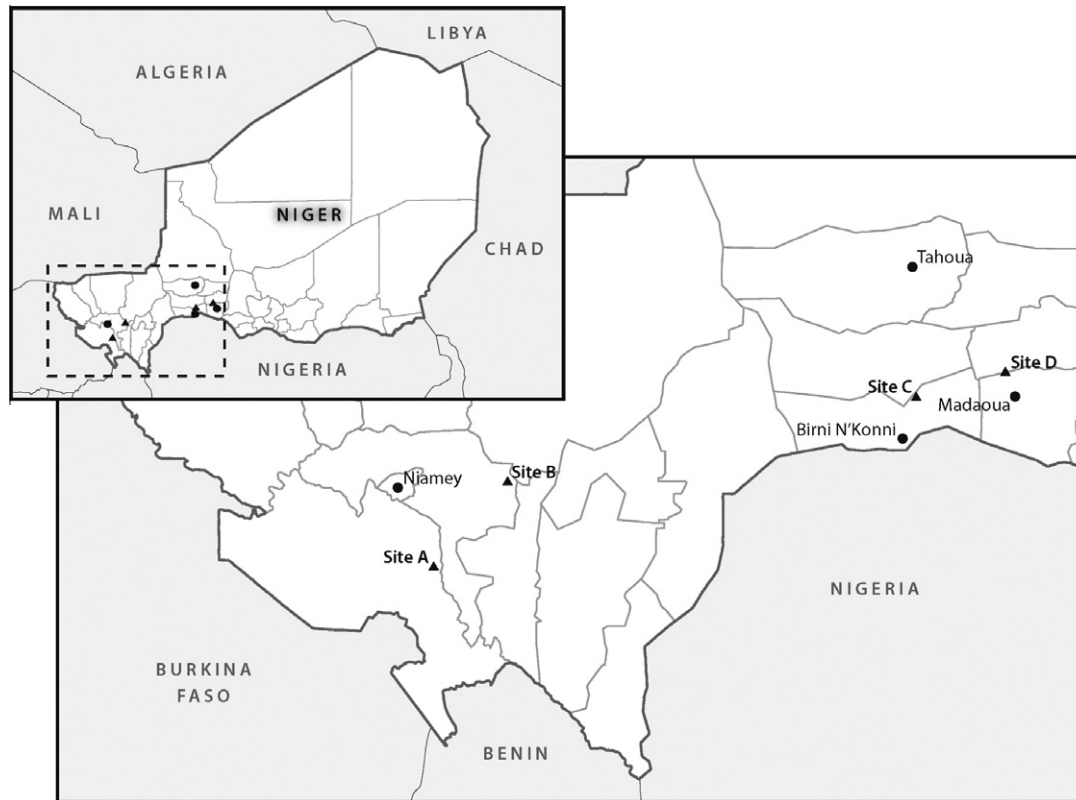 LIBYA
ALGERIA
MALI
NIGER
CHAD
NIGERIA
Tahoua
Site D
Site C
Madaoua
Birni N'Konni
Niamey
Site B
Site A
NIGERIA
BURKINA
FASO
BENIN